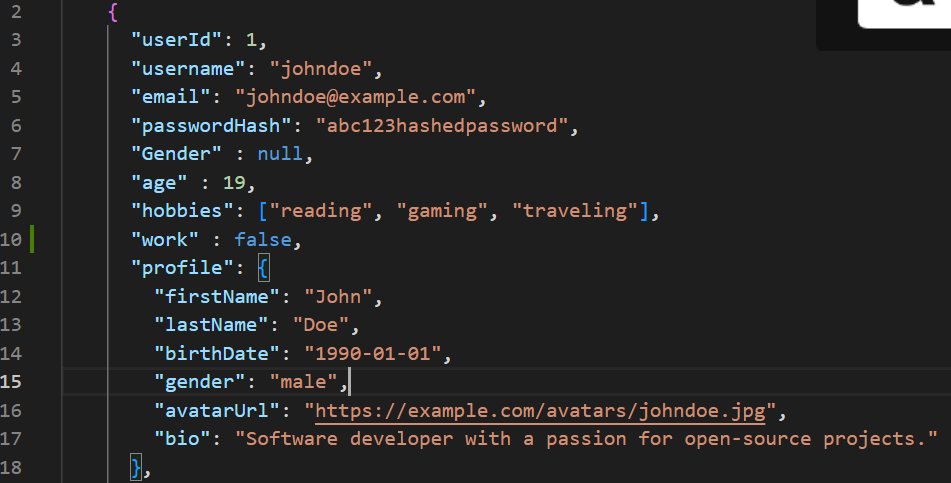 2 {
3 "userId": 1,
4 "username": "johndoe",
5 "email": "johndoe@example.com",
6 "passwordHash": "abc123hashedpassword",
7 "Gender" : null,
8 "age" : 19,
9 "hobbies": ["reading", "gaming", "traveling"],
10 "work" : false,
11 "profile": {
12 "firstName": "John",
13 "lastName": "Doe",
14 "birthDate": "1990-01-01",
15 "gender": "male",
16 "avatarUrl": "https://example.com/avatars/johndoe.jpg",
17 "bio": "Software developer with a passion for open-source projects."
18 },